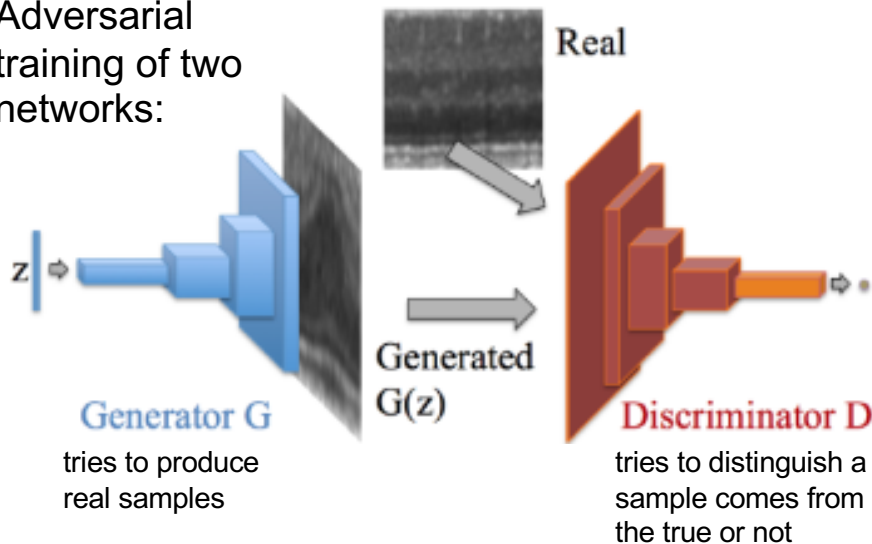 Adversarial
training of two
networks:
Real
z
Generated
G(z)
Generator G
Discriminator D
tries to produce
real samples
tries to distinguish a
sample comes from
the true or not